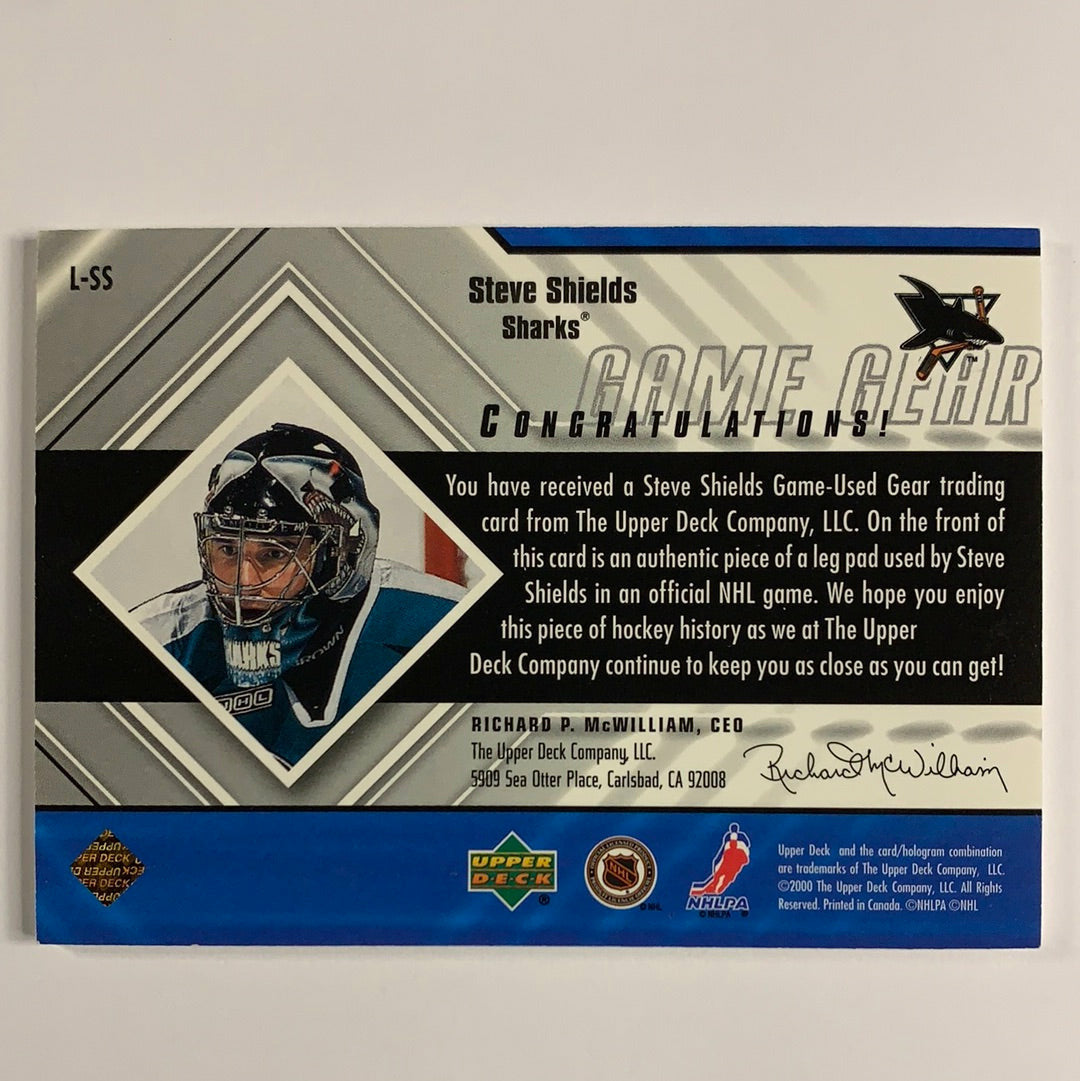 L-SS
Steve Shields
Sharks®
™
GAME GEAR
CONGRATULATIONS!
You have received a Steve Shields Game-Used Gear trading
card from The Upper Deck Company, LLC. On the front of
this card is an authentic piece of a leg pad used by Steve
Shields in an official NHL game. We hope you enjoy
this piece of hockey history as we at The Upper
Deck Company continue to keep you as close as you can get!
BROWN
RICHARD P. McWILLIAM, CEO
The Upper Deck Company, LLC.
5909 Sea Otter Place, Carlsbad, CA 92008
Richard P. McWilliam
UPPER DECK
UPPER
D·E·C·K
®
NHL
© NHL
NHLPA
© NHLPA
Upper Deck and the card/hologram combination
are trademarks of The Upper Deck Company, LLC.
©2000 The Upper Deck Company, LLC. All Rights
Reserved. Printed in Canada. ©NHLPA ©NHL